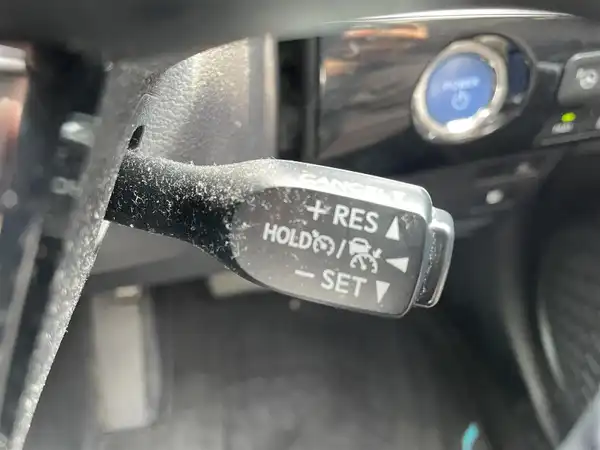 POWER
CANCEL
+RES
HOLD /
−SET